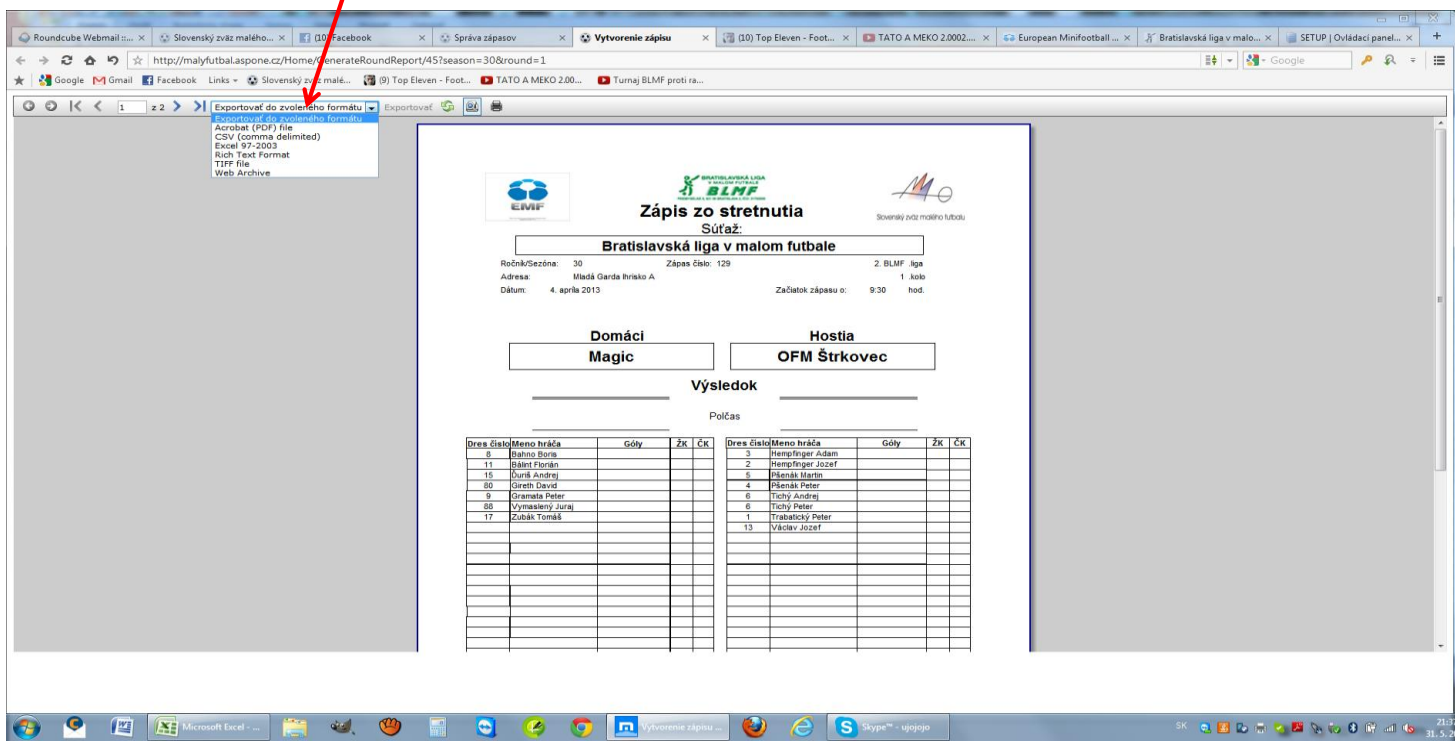 Roundcube Webmail ::... × Slovenský zväz malého... × (10) Facebook × Správa zápasov × Vytvorenie zápisu × (10) Top Eleven - Foot... × TATO A MEKO 2.0002.... × European Minifootball ... × Bratislavská liga v malo... × SETUP | Ovládací panel... × +
http://malyfutbal.aspone.cz/Home/GenerateRoundReport/45?season=30&round=1 Google
Google Gmail Facebook Links Slovenský zväz malé... (9) Top Eleven - Foot... TATO A MEKO 2.00... Turnaj BLMF proti ra...
1 z 2 Exportovať do zvoleného formátu Exportovať
Exportovať do zvoleného formátu
Acrobat (PDF) file
CSV (comma delimited)
Excel 97-2003
Rich Text Format
TIFF file
Web Archive
BRATISLAVSKÁ LIGA
V MALOM FUTBALE
BLMF
EMF
Zápis zo stretnutia
Slovenský zväz malého futbalu
Súťaž:
Bratislavská liga v malom futbale
Ročník/Sezóna: 30 Zápas číslo: 129 2. BLMF .liga
Adresa: Mladá Garda Ihrisko A 1 .kolo
Dátum: 4. apríla 2013 Začiatok zápasu o: 9:30 hod.
Domáci Hostia
Magic OFM Štrkovec
Výsledok
Polčas
Dres číslo Meno hráča Góly ŽK ČK Dres číslo Meno hráča Góly ŽK ČK
8 Bahno Boris 3 Hempfinger Adam
11 Bálint Florián 2 Hempfinger Jozef
15 Ďuriš Andrej 5 Pšenák Martin
80 Gireth David 4 Pšenák Peter
9 Gramata Peter 6 Tichý Andrej
88 Vymaslený Juraj 6 Tichý Peter
17 Zubák Tomáš 1 Trabatický Peter
13 Václav Jozef
Microsoft Excel - ... Vytvorenie zápisu ... Skype™ - ujojojo SK